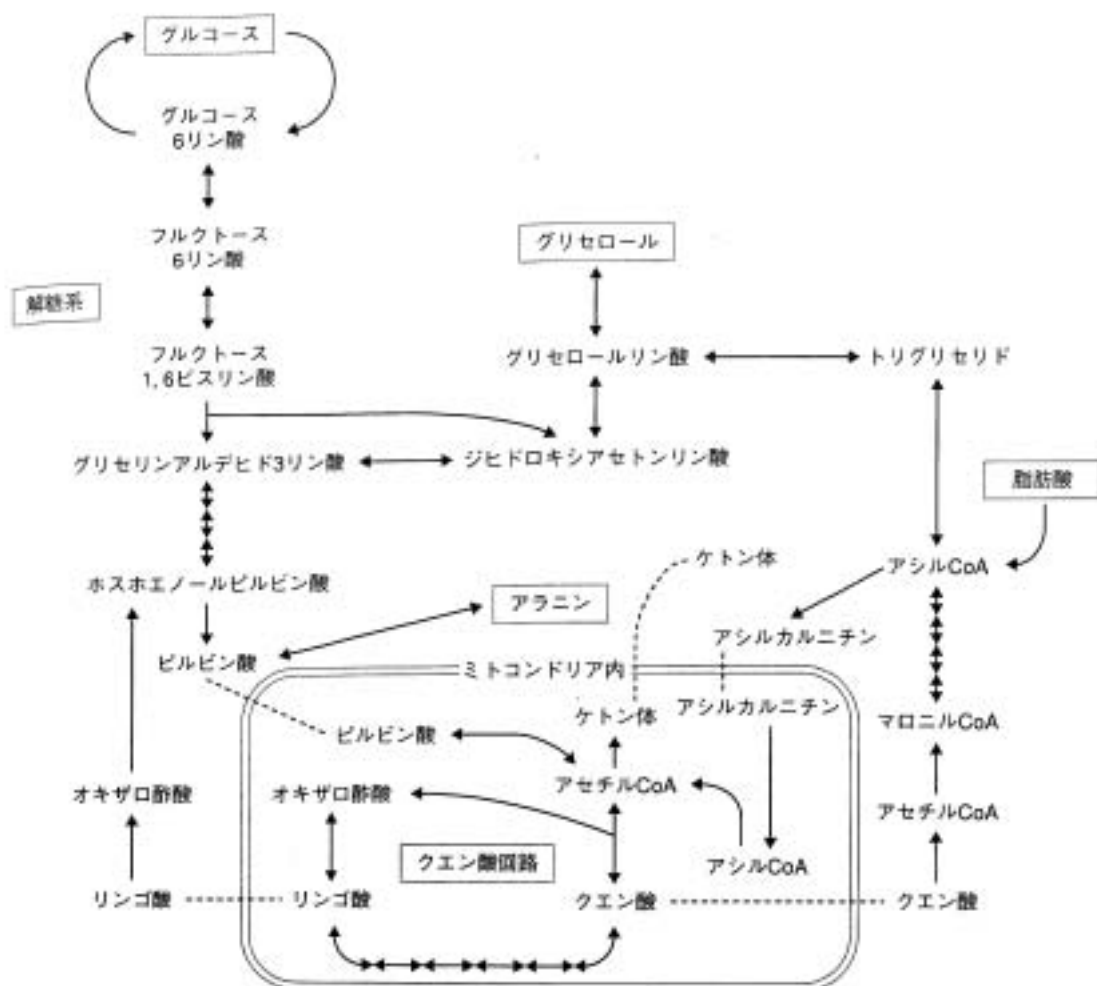 グルコース
グルコース
6リン酸
フルクトース
6リン酸
グリセロール
解糖系
フルクトース
1,6ビスリン酸
グリセロールリン酸
トリグリセリド
グリセリンアルデヒド3リン酸
ジヒドロキシアセトンリン酸
脂肪酸
ケトン体
アシルCoA
ホスホエノールピルビン酸
アラニン
アシルカルニチン
ピルビン酸
ミトコンドリア内
ケトン体
アシルカルニチン
マロニルCoA
ピルビン酸
オキザロ酢酸
オキザロ酢酸
アセチルCoA
アセチルCoA
クエン酸回路
アシルCoA
リンゴ酸
リンゴ酸
クエン酸
クエン酸